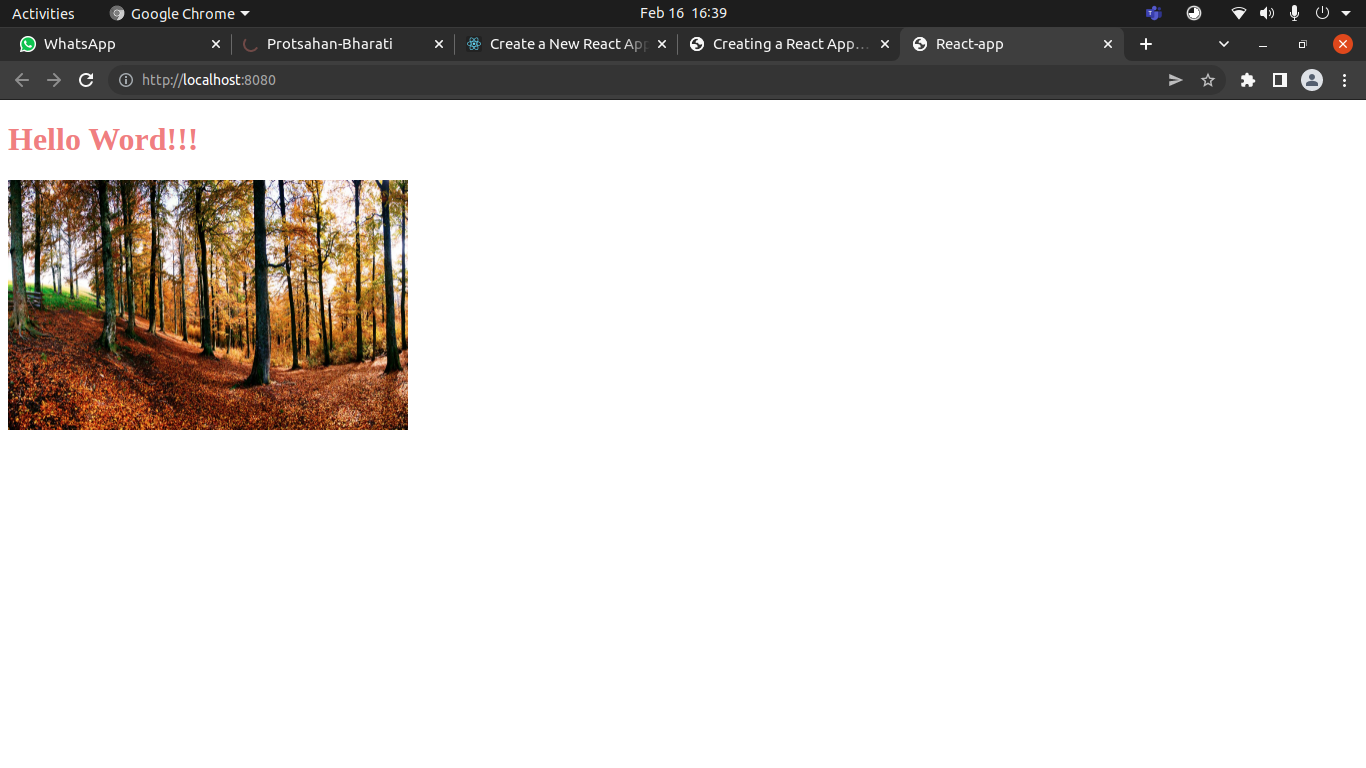 Activities Google Chrome Feb 16 16:39
WhatsApp Protsahan-Bharati Create a New React App Creating a React App… React-app
http://localhost:8080
Hello Word!!!